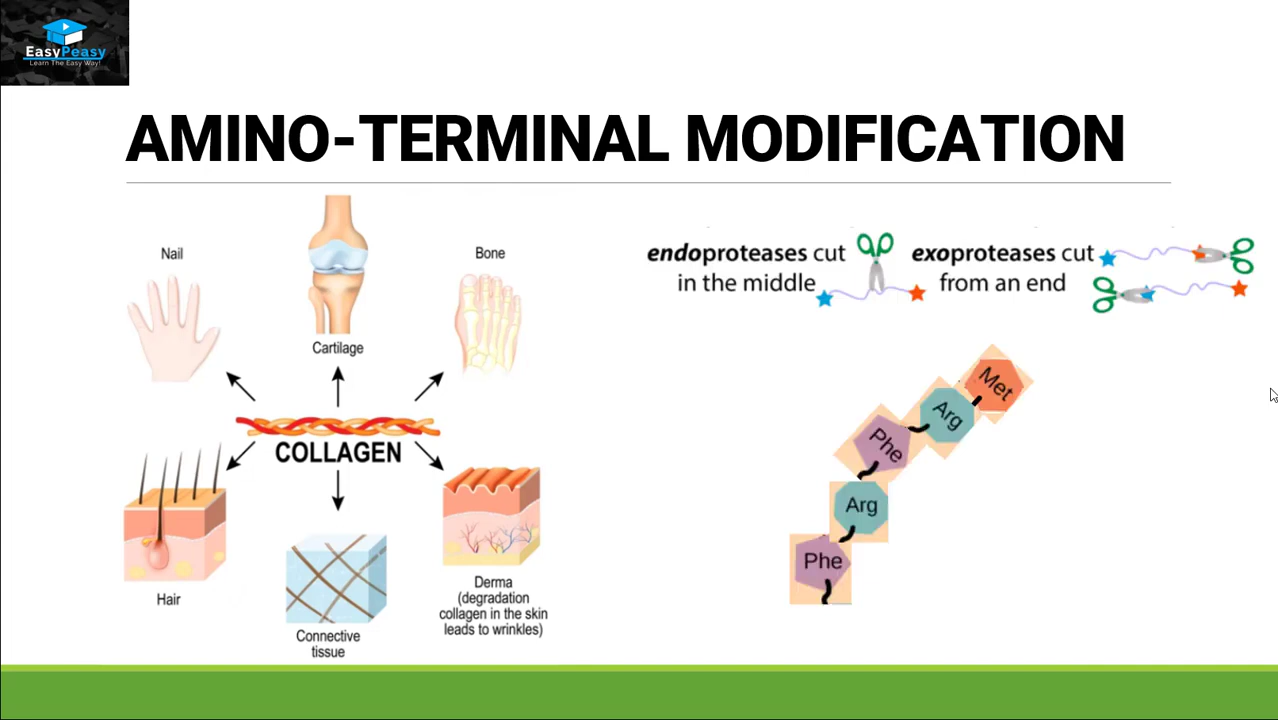 EasyPeasy
Learn The Easy Way!
AMINO-TERMINAL MODIFICATION
Nail
Cartilage
Bone
COLLAGEN
Hair
Connective
tissue
Derma
(degradation
collagen in the skin
leads to wrinkles)
endoproteases cut
in the middle
exoproteases cut
from an end
Met
Arg
Phe
Arg
Phe